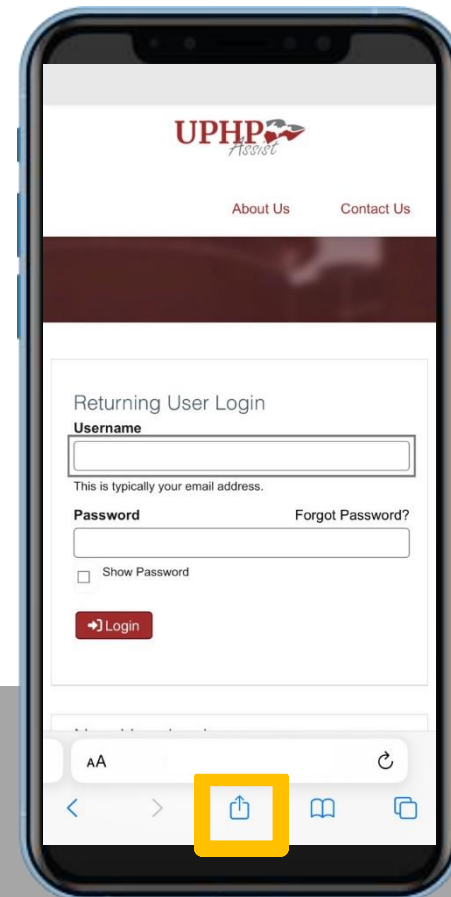 UPHP
Assist
About Us Contact Us
Returning User Login
Username
This is typically your email address.
Password Forgot Password?
Show Password
Login
AA